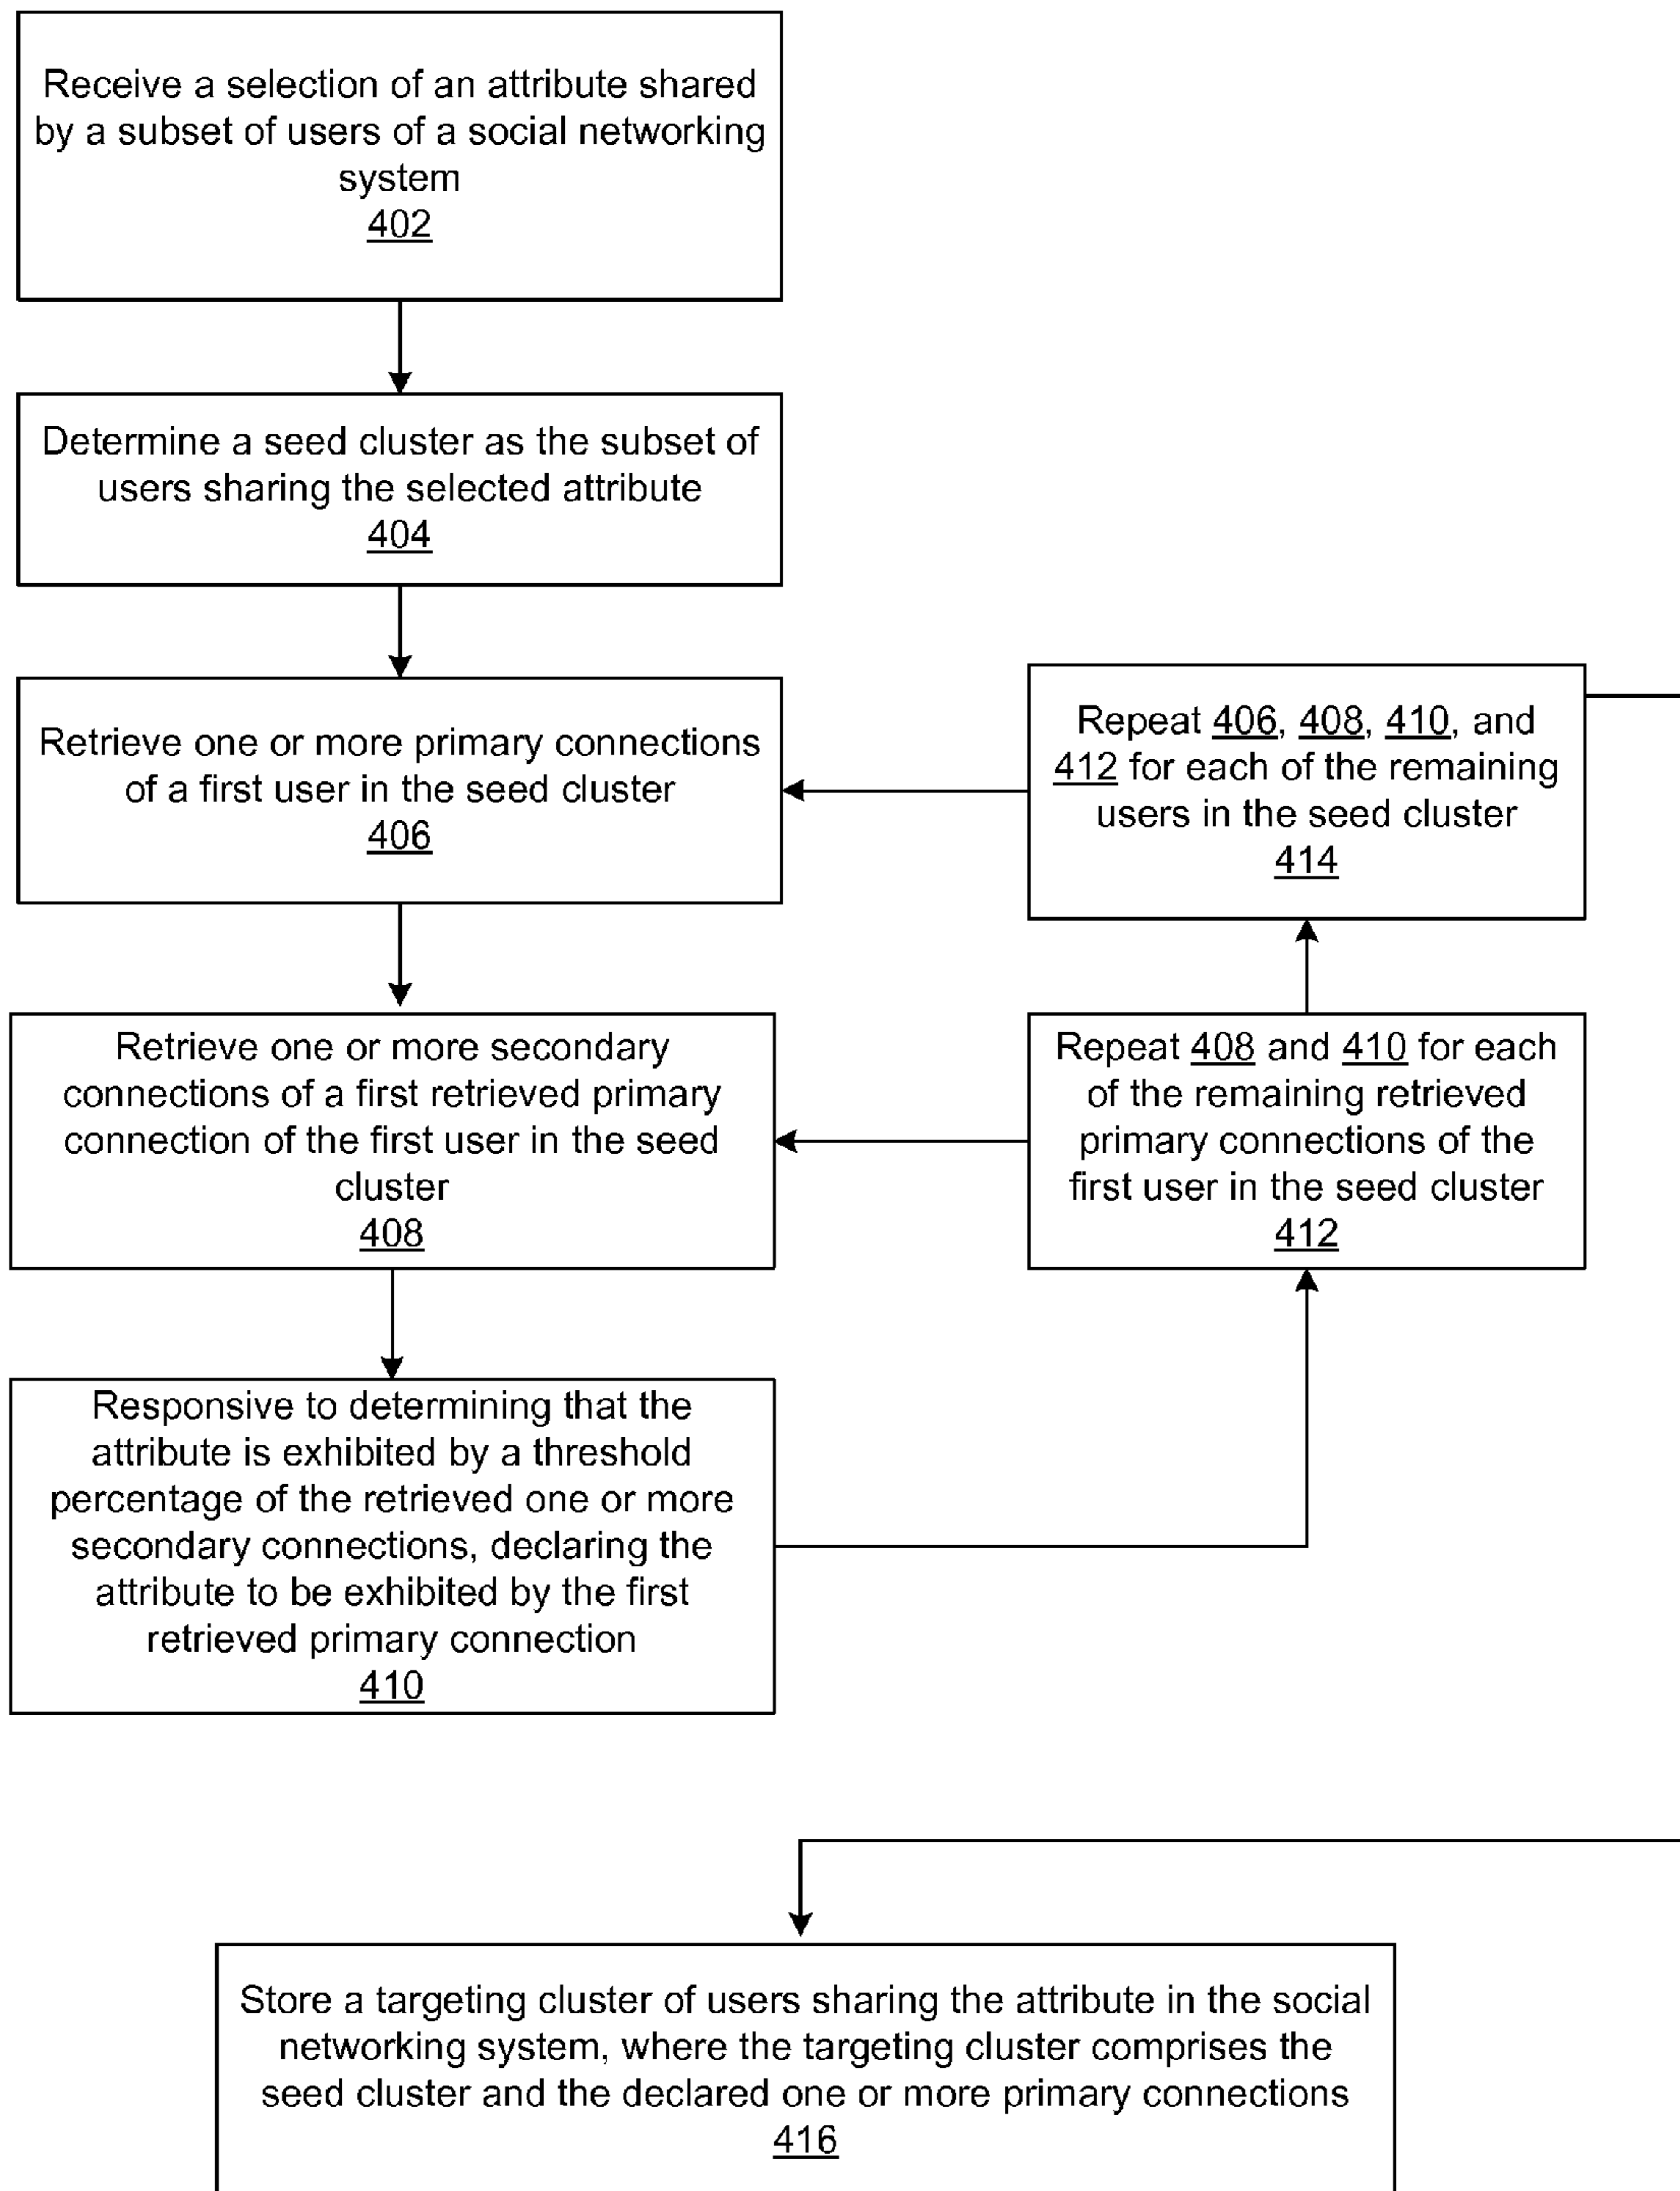 Receive a selection of an attribute shared
by a subset of users of a social networking
system
402
Determine a seed cluster as the subset of
users sharing the selected attribute
404
Retrieve one or more primary connections
of a first user in the seed cluster
406
Repeat 406, 408, 410, and
412 for each of the remaining
users in the seed cluster
414
Retrieve one or more secondary
connections of a first retrieved primary
connection of the first user in the seed
cluster
408
Repeat 408 and 410 for each
of the remaining retrieved
primary connections of the
first user in the seed cluster
412
Responsive to determining that the
attribute is exhibited by a threshold
percentage of the retrieved one or more
secondary connections, declaring the
attribute to be exhibited by the first
retrieved primary connection
410
Store a targeting cluster of users sharing the attribute in the social
networking system, where the targeting cluster comprises the
seed cluster and the declared one or more primary connections
416